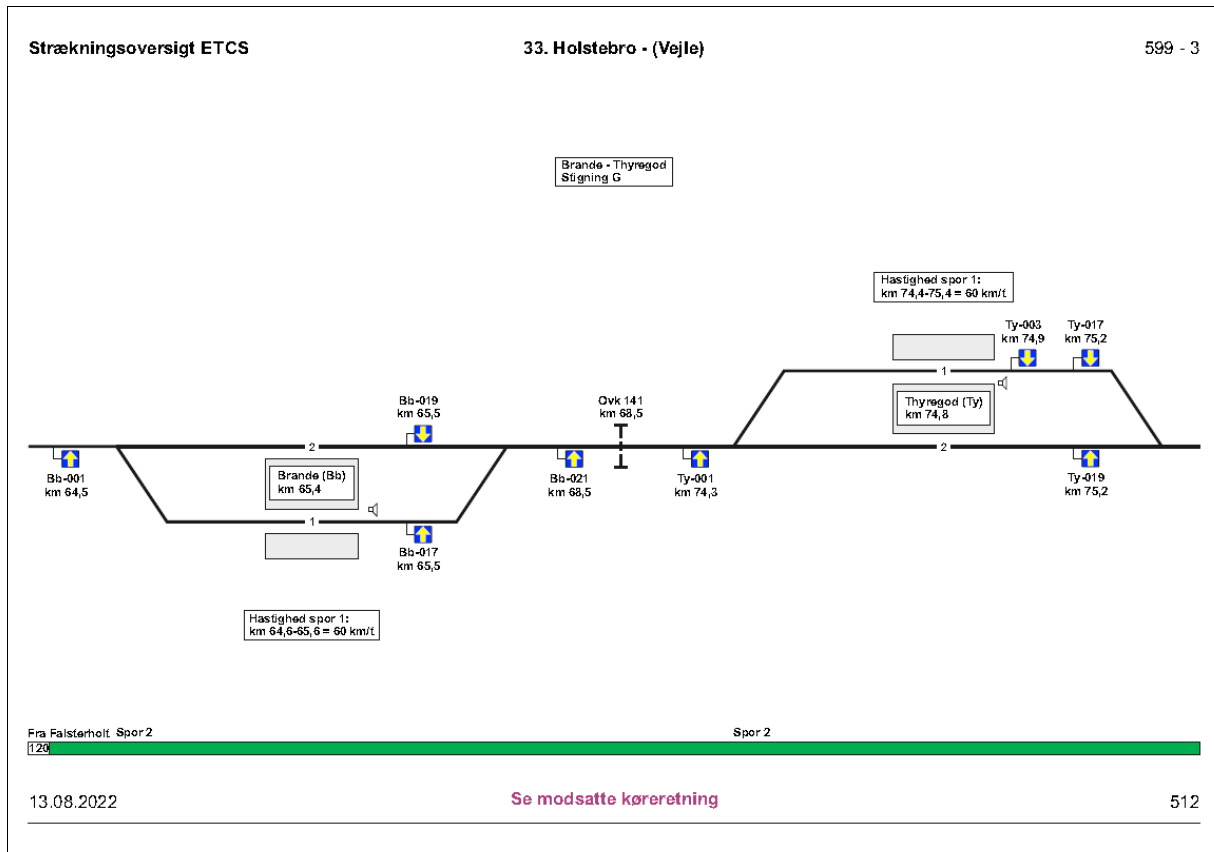 Strækningsoversigt ETCS
33. Holstebro - (Vejle)
599 - 3
Brande - Thyregod
Stigning G
Hastighed spor 1:
km 74,4-75,4 = 60 km/t
Ty-003
km 74,9
Ty-017
km 75,2
1
Bb-019
km 65,5
Ovk 141
km 68,5
Thyregod (Ty)
km 74,8
2
2
Bb-001
km 64,5
Brande (Bb)
km 65,4
Bb-021
km 68,5
Ty-001
km 74,3
Ty-019
km 75,2
1
Bb-017
km 65,5
Hastighed spor 1:
km 64,6-65,6 = 60 km/t
Fra Falsterholt
Spor 2
Spor 2
120
13.08.2022
Se modsatte køreretning
512